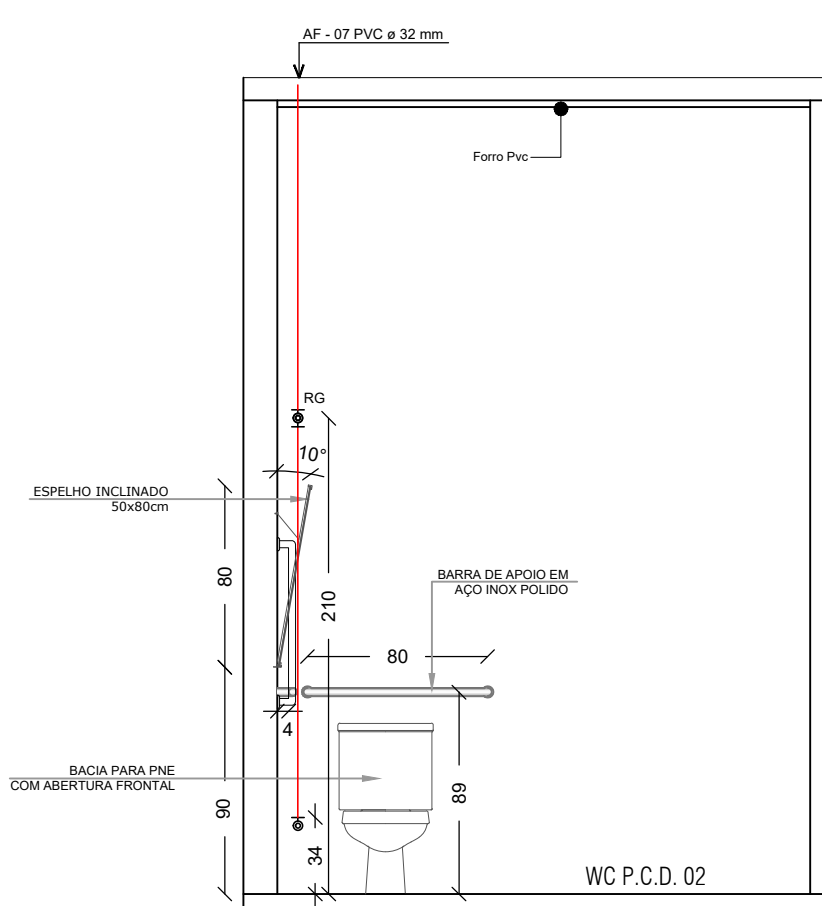 AF - 07 PVC ø 32 mm
Forro Pvc
RG
10°
ESPELHO INCLINADO
50x80cm
80
210
BARRA DE APOIO EM
AÇO INOX POLIDO
80
4
BACIA PARA PNE
COM ABERTURA FRONTAL
90
89
34
WC P.C.D. 02